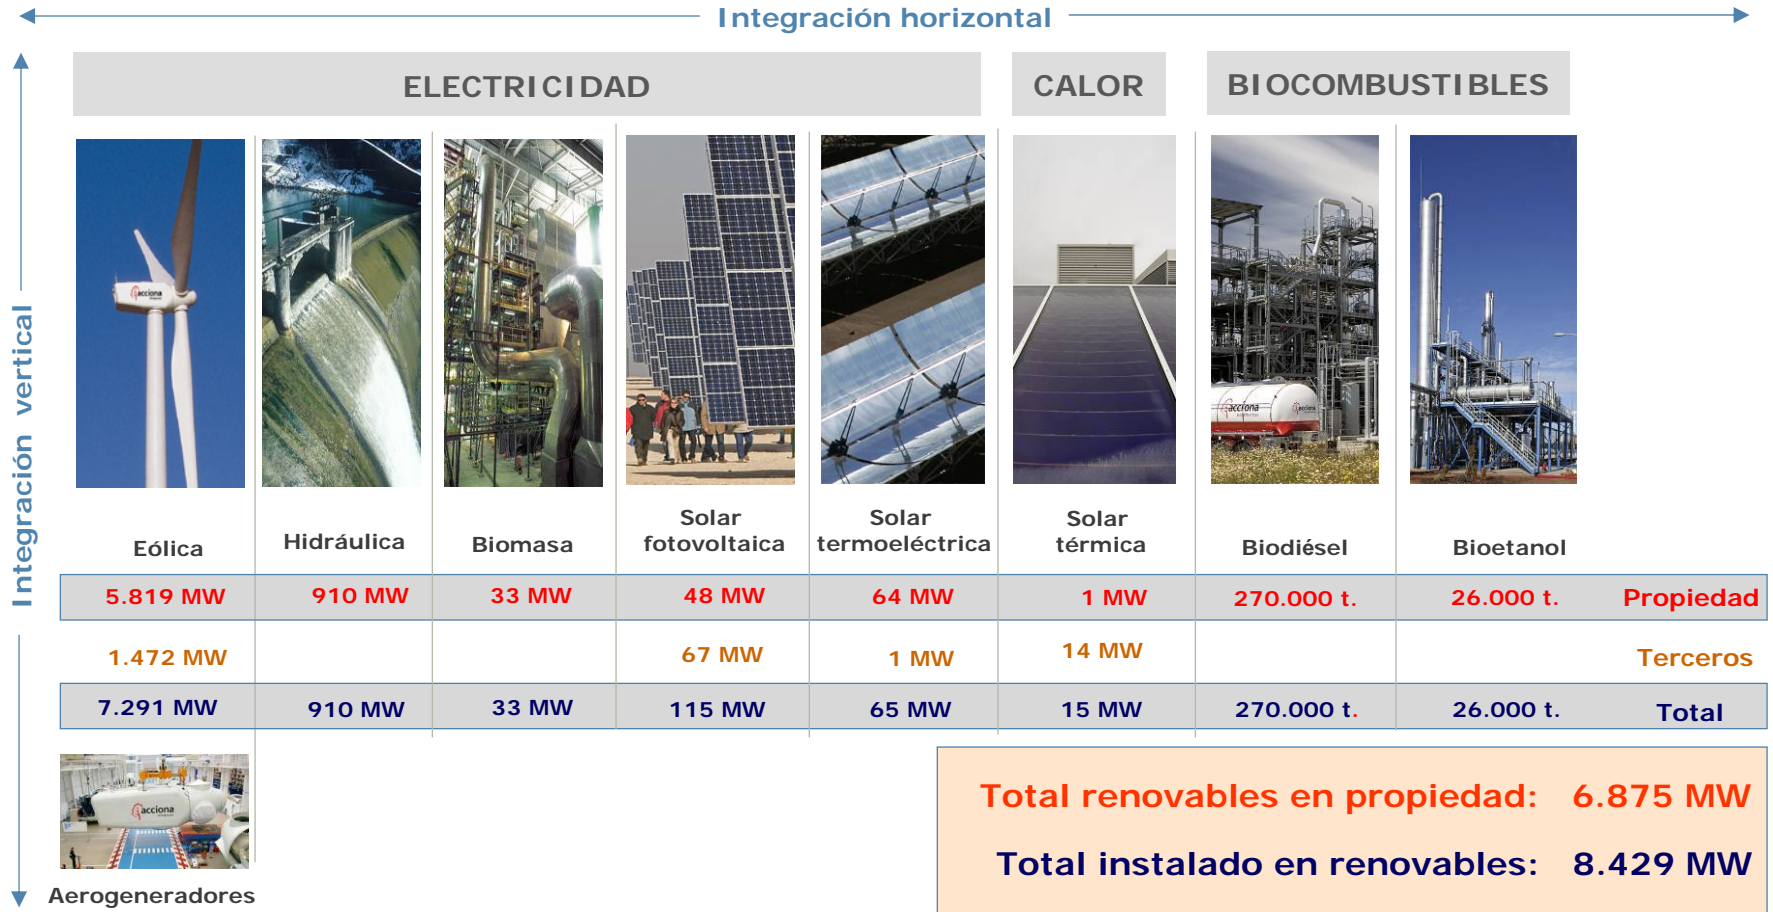 Integración horizontal
Integración vertical
ELECTRICIDAD
CALOR
BIOCOMBUSTIBLES
acciona
acciona
acciona
Eólica
Hidráulica
Biomasa
Solar
fotovoltaica
Solar
termoeléctrica
Solar
térmica
Biodiésel
Bioetanol
5.819 MW 910 MW 33 MW 48 MW 64 MW 1 MW 270.000 t. 26.000 t. Propiedad
1.472 MW 67 MW 1 MW 14 MW Terceros
7.291 MW 910 MW 33 MW 115 MW 65 MW 15 MW 270.000 t. 26.000 t. Total
acciona
Aerogeneradores
Total renovables en propiedad: 6.875 MW
Total instalado en renovables: 8.429 MW